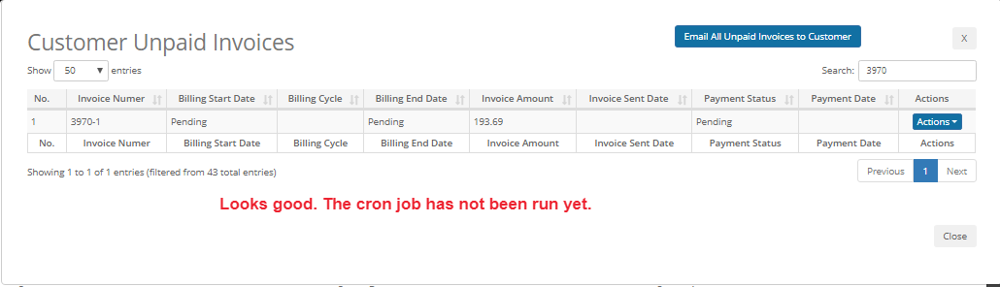 Customer Unpaid Invoices
Email All Unpaid Invoices to Customer
X
Show 50 entries
Search: 3970
No. Invoice Numer Billing Start Date Billing Cycle Billing End Date Invoice Amount Invoice Sent Date Payment Status Payment Date Actions
1 3970-1 Pending Pending 193.69 Pending Actions
No. Invoice Numer Billing Start Date Billing Cycle Billing End Date Invoice Amount Invoice Sent Date Payment Status Payment Date Actions
Showing 1 to 1 of 1 entries (filtered from 43 total entries)
Previous 1 Next
Looks good. The cron job has not been run yet.
Close